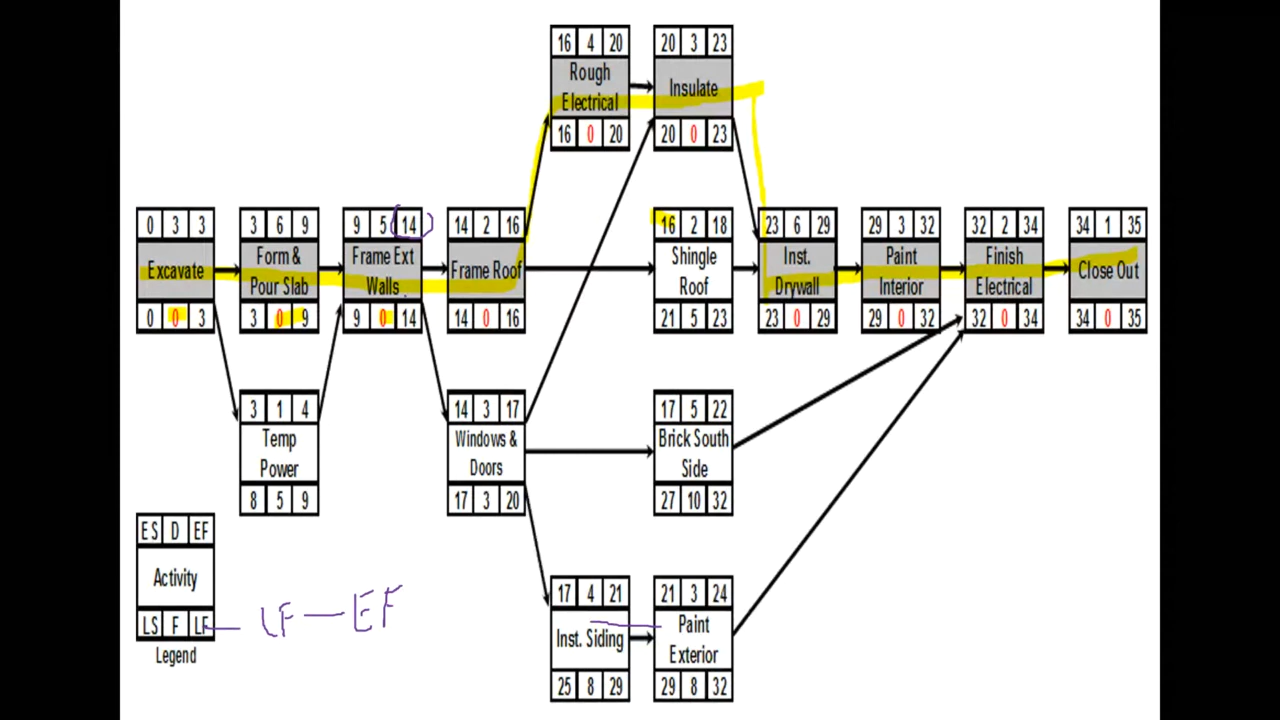 16 4 20
Rough
Electrical
16 0 20
20 3 23
Insulate
20 0 23
0 3 3
Excavate
0 0 3
3 6 9
Form &
Pour Slab
3 0 9
9 5 14
Frame Ext
Walls
9 0 14
14 2 16
Frame Roof
14 0 16
16 2 18
Shingle
Roof
21 5 23
23 6 29
Inst.
Drywall
23 0 29
29 3 32
Paint
Interior
29 0 32
32 2 34
Finish
Electrical
32 0 34
34 1 35
Close Out
34 0 35
3 1 4
Temp
Power
8 5 9
14 3 17
Windows &
Doors
17 3 20
17 5 22
Brick South
Side
27 10 32
17 4 21
Inst. Siding
25 8 29
21 3 24
Paint
Exterior
29 8 32
ES D EF
Activity
LS F LF
Legend
LF — EF